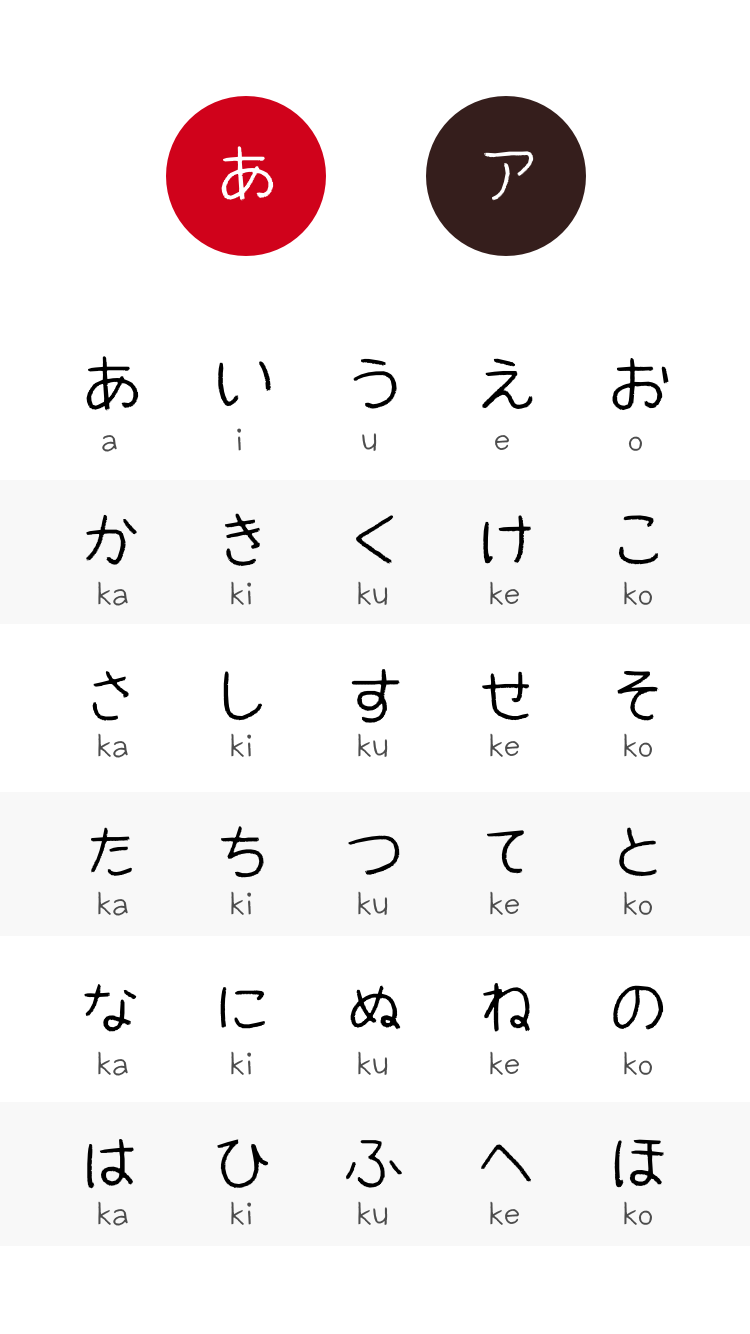 あ ア
あ い う え お
a i u e o
か き く け こ
ka ki ku ke ko
さ し す せ そ
ka ki ku ke ko
た ち つ て と
ka ki ku ke ko
な に ぬ ね の
ka ki ku ke ko
は ひ ふ へ ほ
ka ki ku ke ko